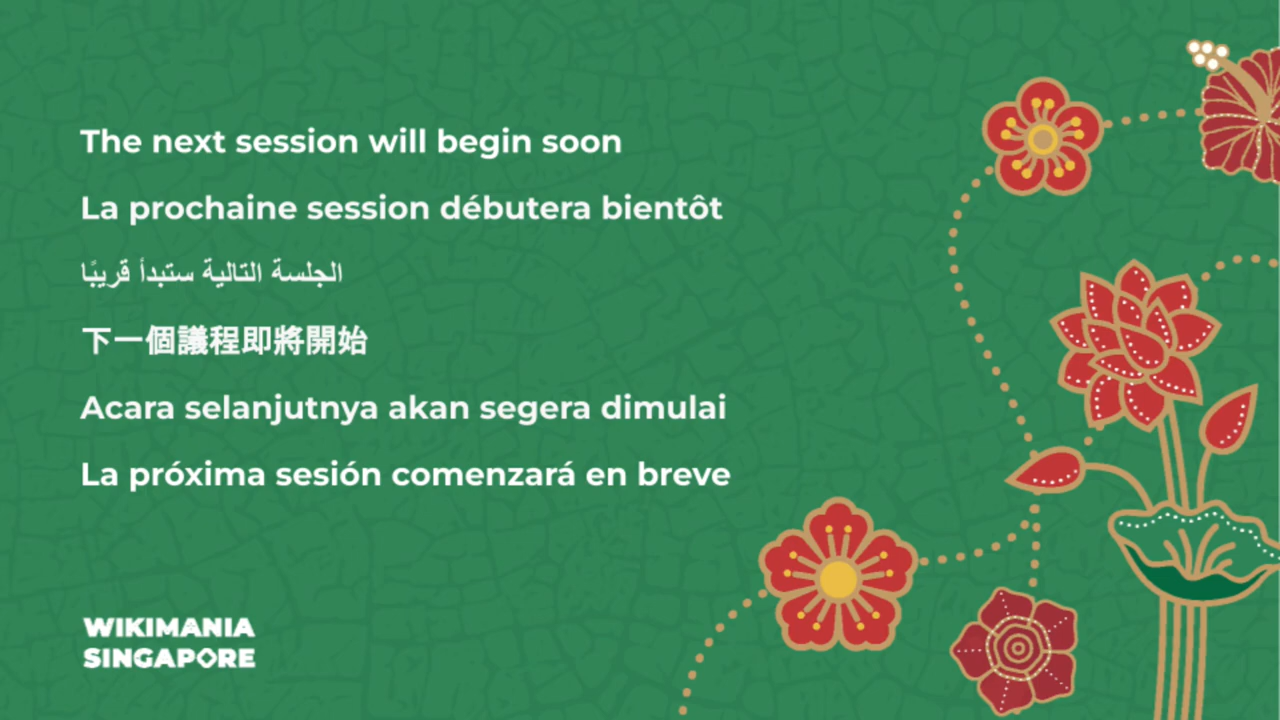 The next session will begin soon
La prochaine session débutera bientôt
الجلسة التالية ستبدأ قريبًا
下一個議程即將開始
Acara selanjutnya akan segera dimulai
La próxima sesión comenzará en breve
WIKIMANIA
SINGAPORE